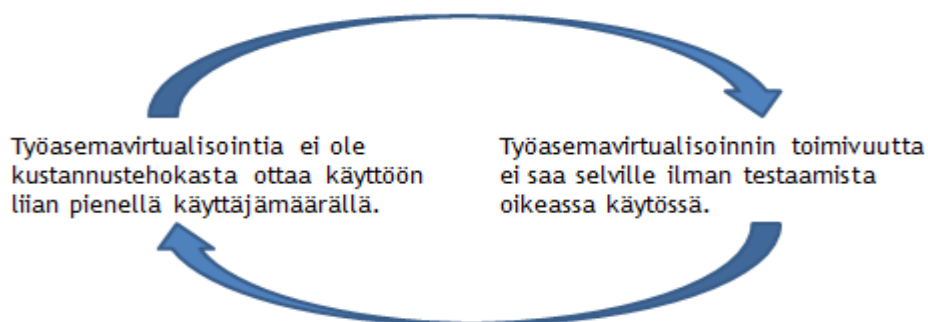 Työasemavirtualisointia ei ole
kustannustehokasta ottaa käyttöön
liian pienellä käyttäjämäärällä.
Työasemavirtualisoinnin toimivuutta
ei saa selville ilman testaamista
oikeassa käytössä.